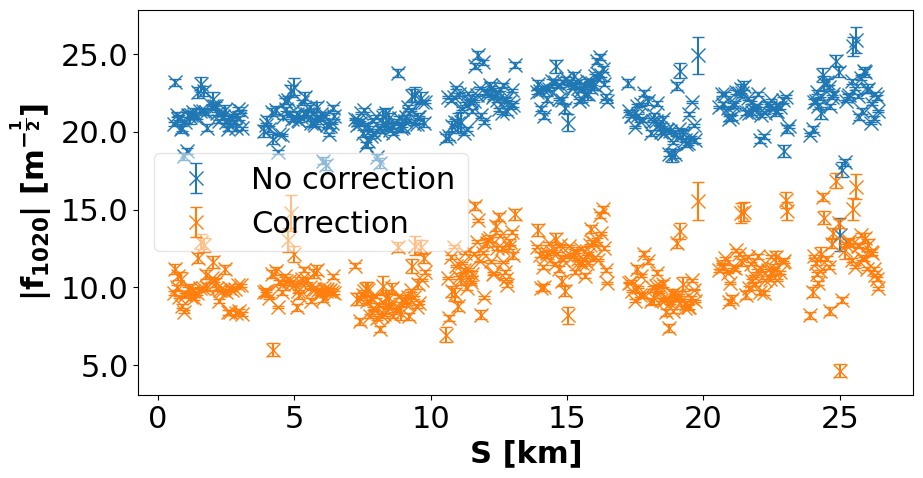 |f₁₀₂₀| [m^{-1/2}]
25.0
20.0
15.0
10.0
5.0
No correction
Correction
0 5 10 15 20 25
S [km]